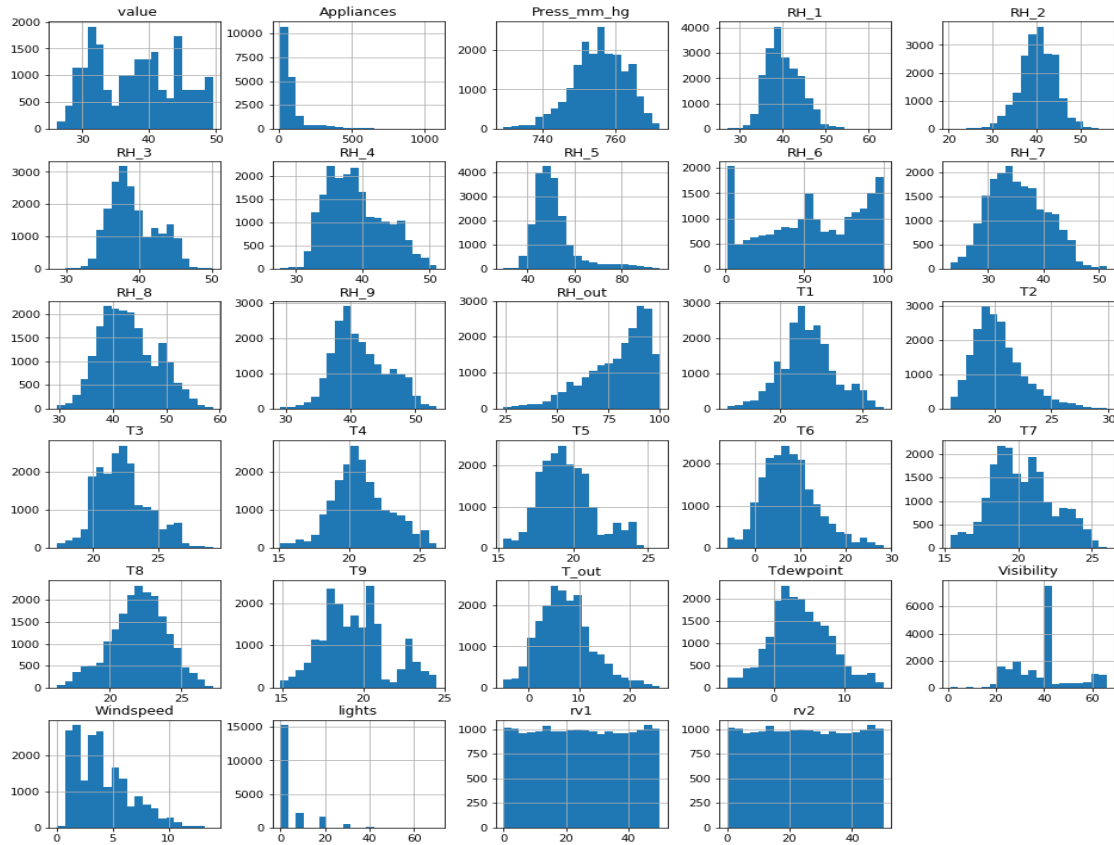 value
2000
1500
1000
500
0
30 40 50
Appliances
10000
7500
5000
2500
0
0 500 1000
Press_mm_hg
2000
1000
0
740 760
RH_1
4000
3000
2000
1000
0
30 40 50 60
RH_2
3000
2000
1000
0
20 30 40 50
RH_3
3000
2000
1000
0
30 40 50
RH_4
2000
1500
1000
500
0
30 40 50
RH_5
4000
3000
2000
1000
0
40 60 80
RH_6
2000
1500
1000
500
0
0 50 100
RH_7
2000
1500
1000
500
0
30 40 50
RH_8
2000
1500
1000
500
0
30 40 50 60
RH_9
3000
2000
1000
0
30 40 50
RH_out
3000
2000
1000
0
25 50 75 100
T1
3000
2000
1000
0
20 25
T2
3000
2000
1000
0
20 25 30
T3
2000
1000
0
20 25
T4
2000
1000
0
15 20 25
T5
2000
1000
0
15 20 25
T6
2000
1000
0
0 10 20 30
T7
2000
1500
1000
500
0
15 20 25
T8
2000
1500
1000
500
0
20 25
T9
2000
1000
0
15 20 25
T_out
2000
1000
0
0 10 20
Tdewpoint
2000
1500
1000
500
0
0 10
Visibility
6000
4000
2000
0
0 20 40 60
Windspeed
2000
1000
0
0 5 10
lights
15000
10000
5000
0
0 20 40 60
rv1
1000
750
500
250
0
0 20 40
rv2
1000
750
500
250
0
0 20 40